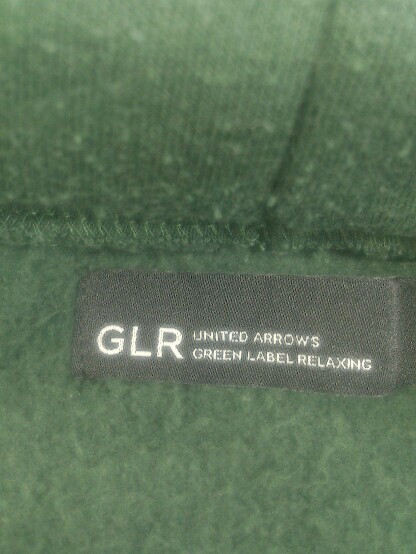 GLR
UNITED ARROWS
GREEN LABEL RELAXING